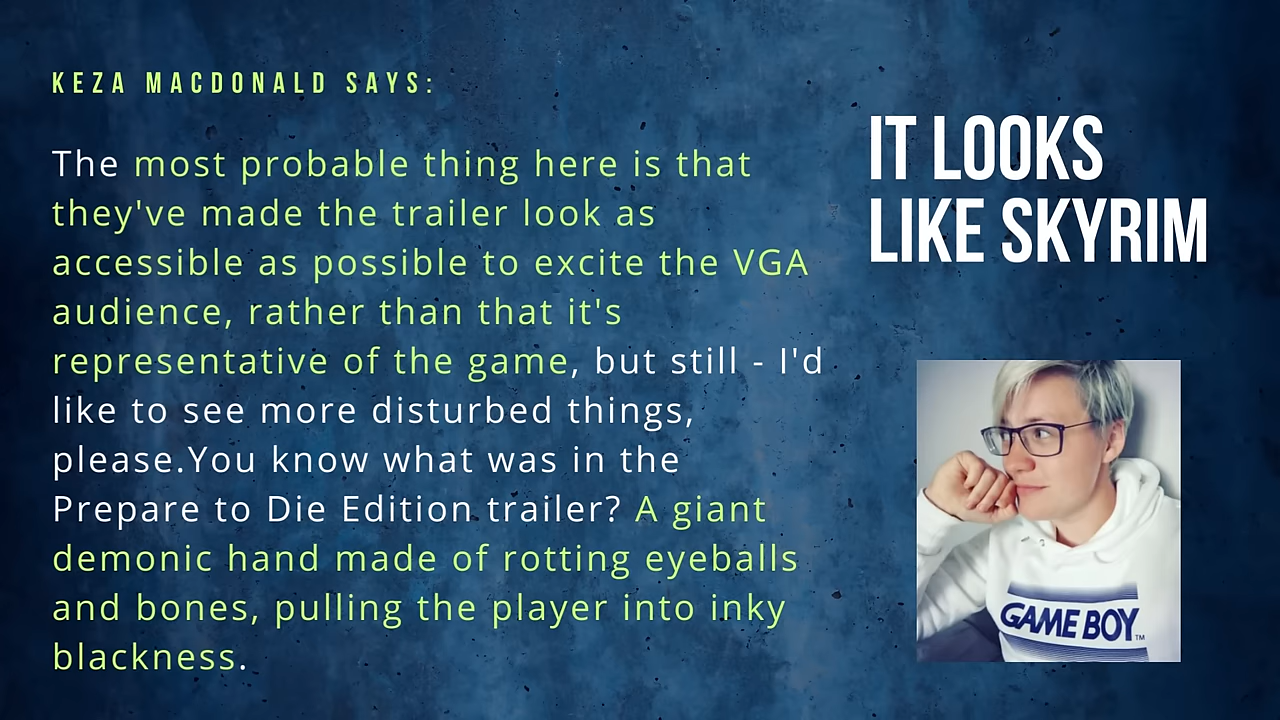 KEZA MACDONALD SAYS:
The most probable thing here is that
they've made the trailer look as
accessible as possible to excite the VGA
audience, rather than that it's
representative of the game, but still - I'd
like to see more disturbed things,
please.You know what was in the
Prepare to Die Edition trailer? A giant
demonic hand made of rotting eyeballs
and bones, pulling the player into inky
blackness.
IT LOOKS
LIKE SKYRIM
GAME BOY™